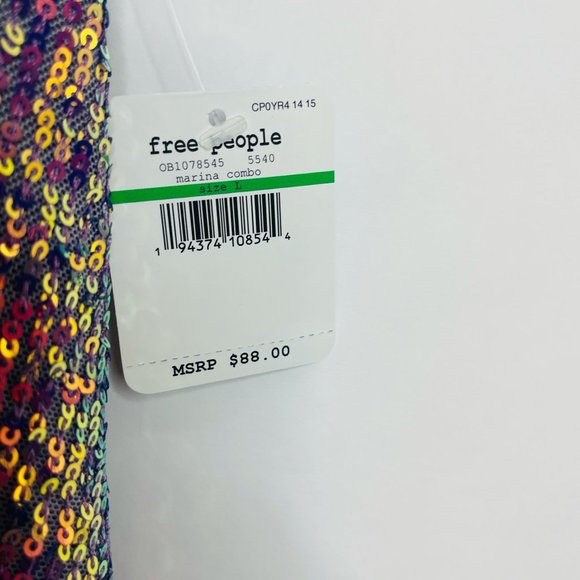 CP0YR4 14 15
free people
OB1078545 5540
marina combo
size L
1 94374 10854 4
MSRP $88.00